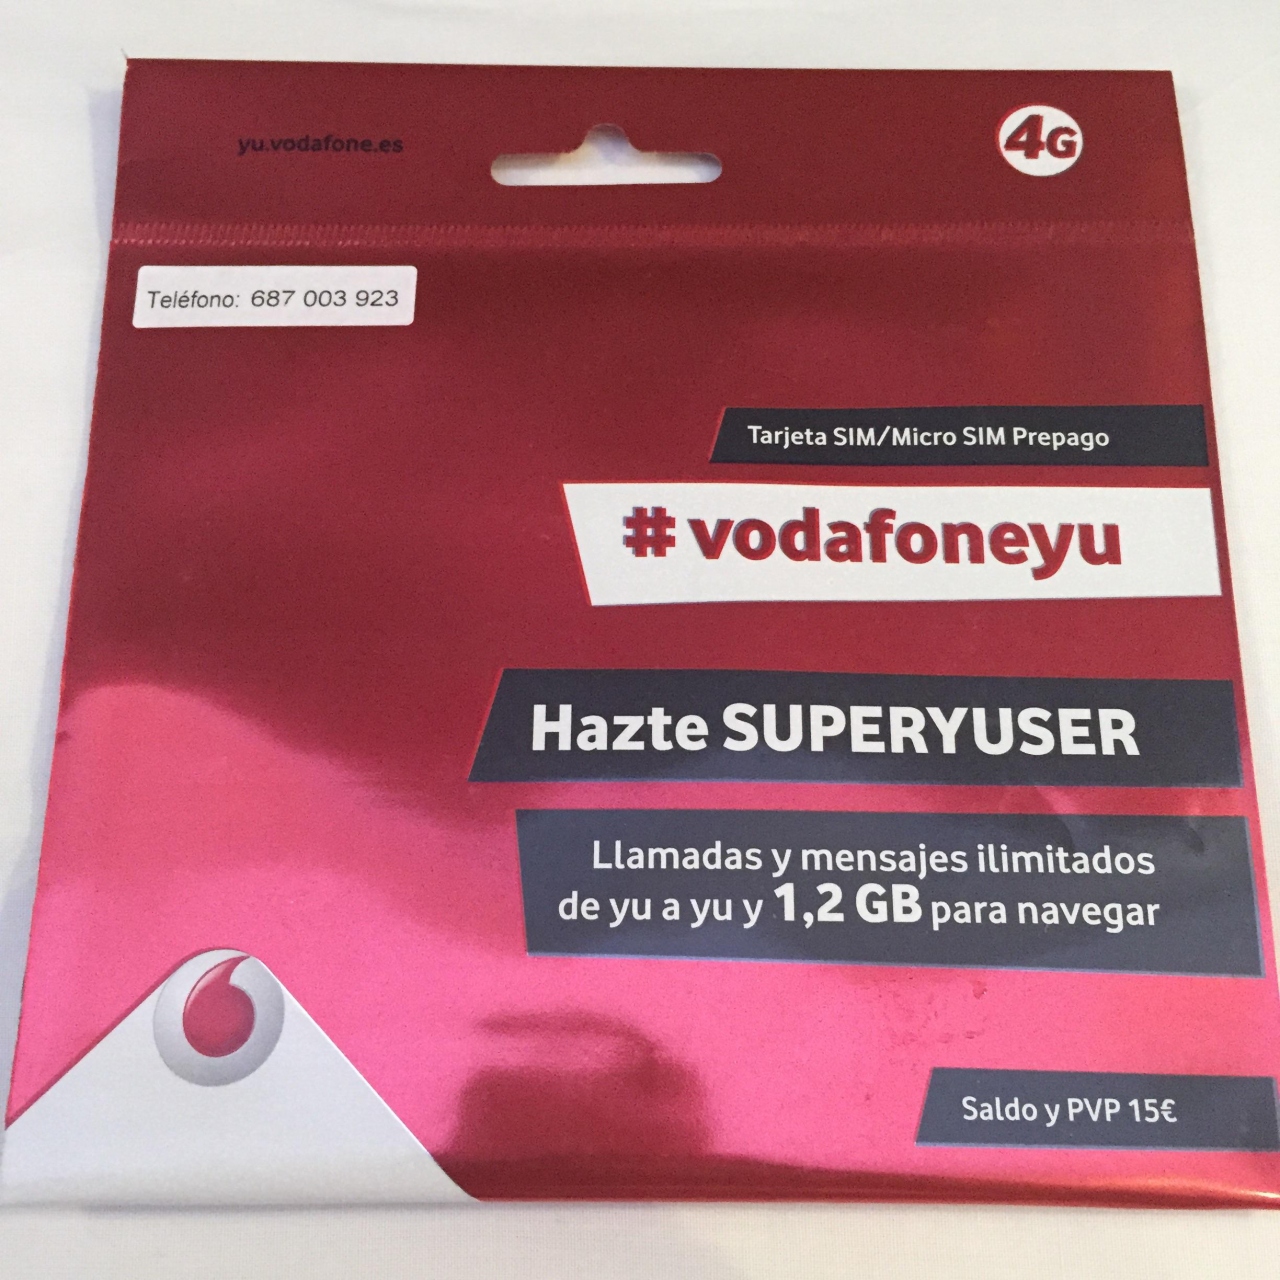 yu.vodafone.es
4G
Teléfono: 687 003 923
Tarjeta SIM/Micro SIM Prepago
#vodafoneyu
Hazte SUPERYUSER
Llamadas y mensajes ilimitados
de yu a yu y 1,2 GB para navegar
Saldo y PVP 15€